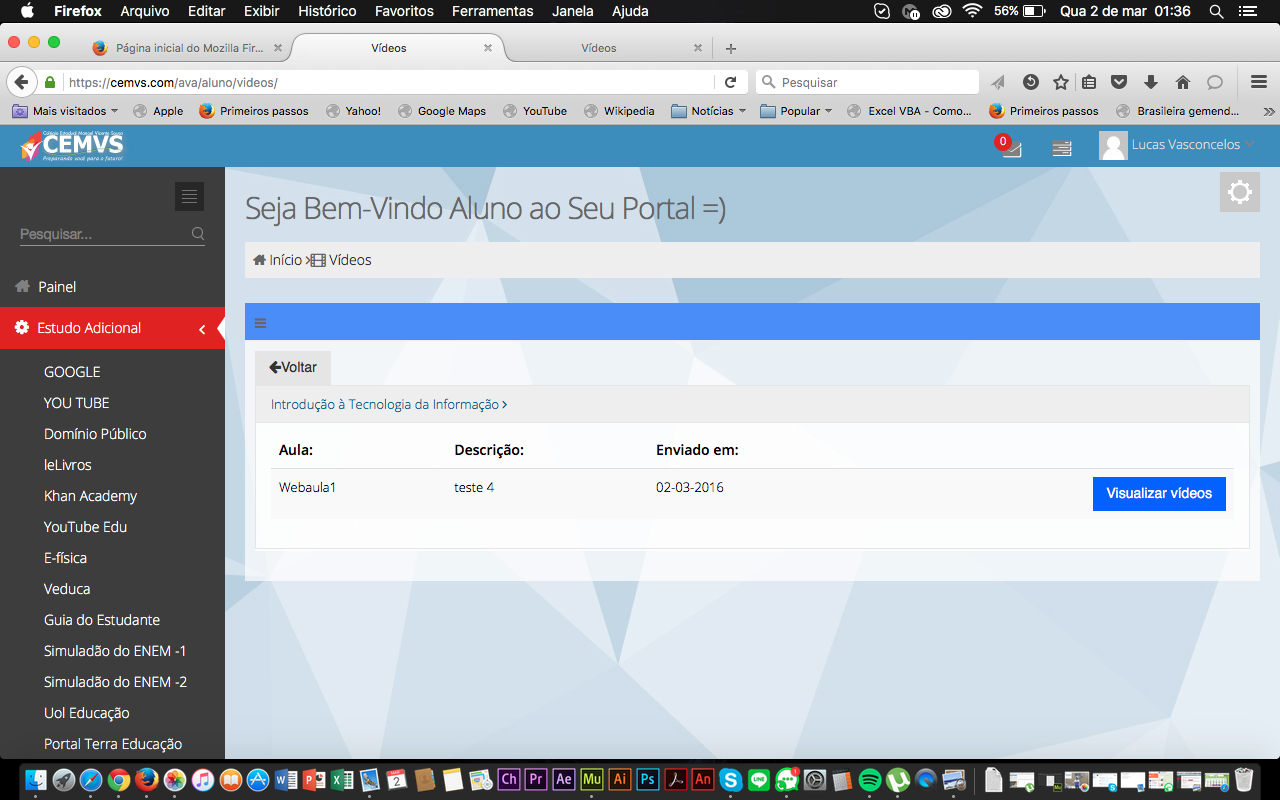 Firefox Arquivo Editar Exibir Histórico Favoritos Ferramentas Janela Ajuda 56% Qua 2 de mar 01:36
Página inicial do Mozilla Fir... Vídeos Vídeos
https://cemvs.com/ava/aluno/videos/ Pesquisar
Mais visitados Apple Primeiros passos Yahoo! Google Maps YouTube Wikipedia Notícias Popular Excel VBA - Como... Primeiros passos Brasileira gemend...
Colégio Estadual Manoel Vicente Souza
CEMVS
Preparando você para o futuro!
0
Lucas Vasconcelos
Seja Bem-Vindo Aluno ao Seu Portal =)
Pesquisar...
Início Vídeos
Painel
Estudo Adicional
GOOGLE
YOU TUBE
Domínio Público
leLivros
Khan Academy
YouTube Edu
E-física
Veduca
Guia do Estudante
Simuladão do ENEM -1
Simuladão do ENEM -2
Uol Educação
Portal Terra Educação
Voltar
Introdução à Tecnologia da Informação
Aula: Descrição: Enviado em:
Webaula1 teste 4 02-03-2016 Visualizar vídeos
2 Ch Pr Ae Mu Ai Ps An LINE